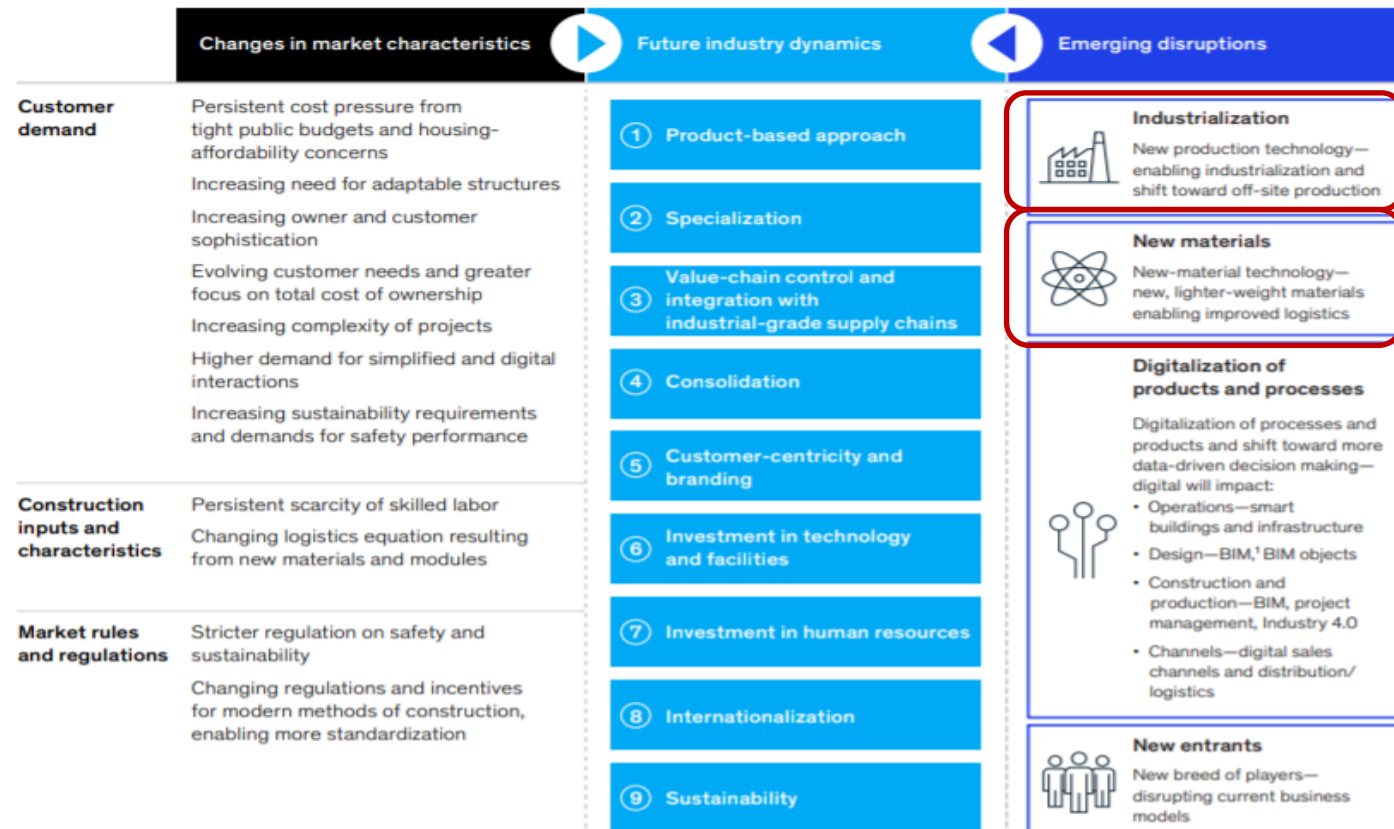 Changes in market characteristics
Future industry dynamics
Emerging disruptions
Customer
demand
Persistent cost pressure from
tight public budgets and housing-
affordability concerns
Increasing need for adaptable structures
Increasing owner and customer
sophistication
Evolving customer needs and greater
focus on total cost of ownership
Increasing complexity of projects
Higher demand for simplified and digital
interactions
Increasing sustainability requirements
and demands for safety performance
Construction
inputs and
characteristics
Persistent scarcity of skilled labor
Changing logistics equation resulting
from new materials and modules
Market rules
and regulations
Stricter regulation on safety and
sustainability
Changing regulations and incentives
for modern methods of construction,
enabling more standardization
1 Product-based approach
2 Specialization
Value-chain control and
3 integration with
industrial-grade supply chains
4 Consolidation
5 Customer-centricity and
branding
6 Investment in technology
and facilities
7 Investment in human resources
8 Internationalization
9 Sustainability
Industrialization
New production technology—
enabling industrialization and
shift toward off-site production
New materials
New-material technology—
new, lighter-weight materials
enabling improved logistics
Digitalization of
products and processes
Digitalization of processes and
products and shift toward more
data-driven decision making—
digital will impact:
• Operations—smart
buildings and infrastructure
• Design—BIM,¹ BIM objects
• Construction and
production—BIM, project
management, Industry 4.0
• Channels—digital sales
channels and distribution/
logistics
New entrants
New breed of players—
disrupting current business
models